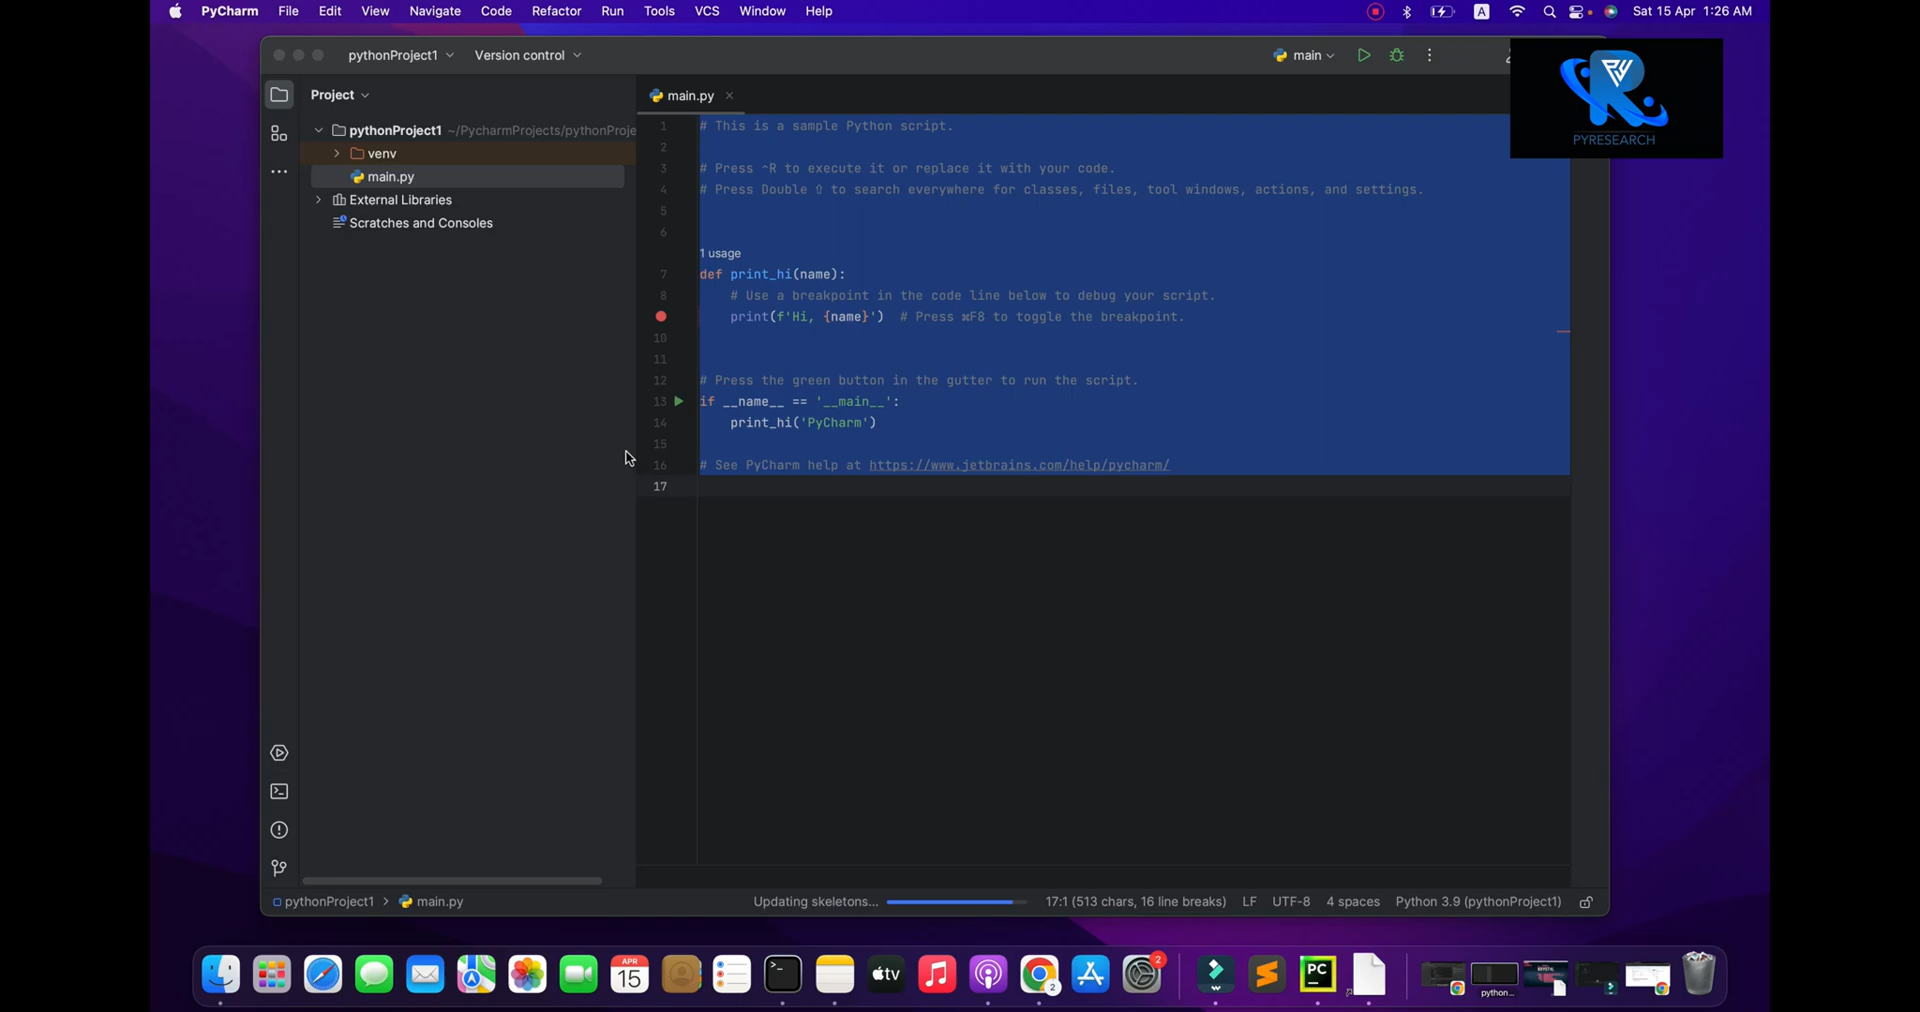 PyCharm File Edit View Navigate Code Refactor Run Tools VCS Window Help A Sat 15 Apr 1:26 AM
pythonProject1 Version control main
PYRESEARCH
Project
main.py
pythonProject1 ~/PycharmProjects/pythonProje
venv
main.py
External Libraries
Scratches and Consoles
1 # This is a sample Python script.
2
3 # Press ⌃R to execute it or replace it with your code.
4 # Press Double ⇧ to search everywhere for classes, files, tool windows, actions, and settings.
5
6
1 usage
7 def print_hi(name):
8 # Use a breakpoint in the code line below to debug your script.
print(f'Hi, {name}') # Press ⌘F8 to toggle the breakpoint.
10
11
12 # Press the green button in the gutter to run the script.
13 if __name__ == '__main__':
14 print_hi('PyCharm')
15
16 # See PyCharm help at https://www.jetbrains.com/help/pycharm/
17
pythonProject1 > main.py Updating skeletons... 17:1 (513 chars, 16 line breaks) LF UTF-8 4 spaces Python 3.9 (pythonProject1)
APR
15
tv
2
2
PC
python...